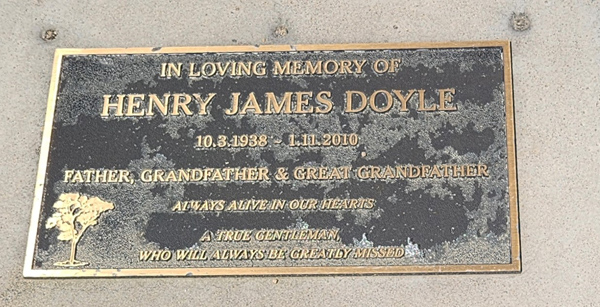 IN LOVING MEMORY OF
HENRY JAMES DOYLE
10.3.1938 - 1.11.2010
FATHER, GRANDFATHER & GREAT GRANDFATHER
ALWAYS ALIVE IN OUR HEARTS
A TRUE GENTLEMAN,
WHO WILL ALWAYS BE GREATLY MISSED